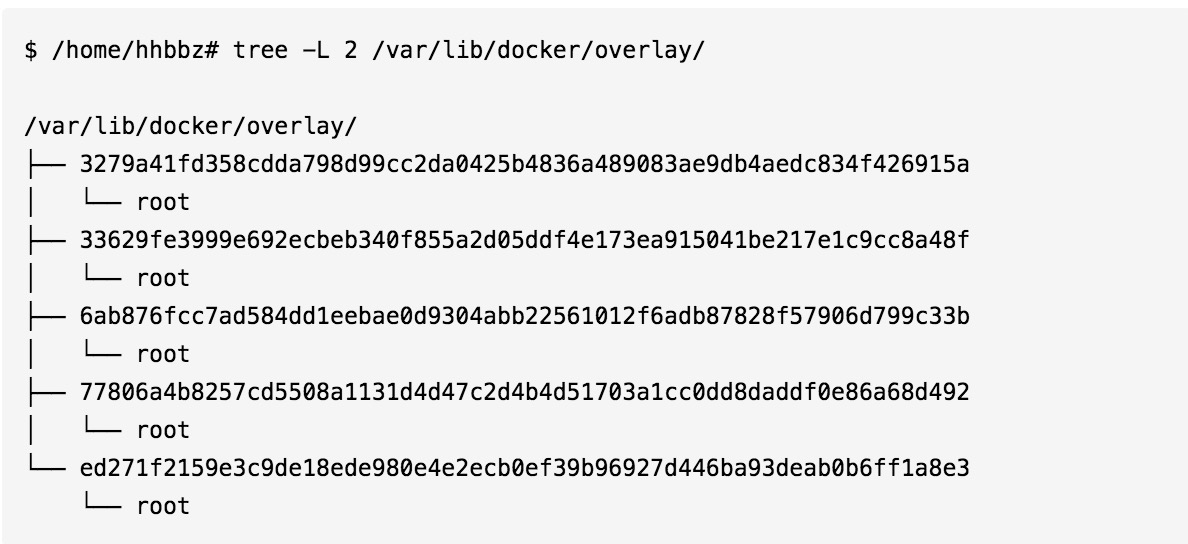 $ /home/hhbbz# tree -L 2 /var/lib/docker/overlay/
/var/lib/docker/overlay/
├── 3279a41fd358cdda798d99cc2da0425b4836a489083ae9db4aedc834f426915a
│   └── root
├── 33629fe3999e692ecbeb340f855a2d05ddf4e173ea915041be217e1c9cc8a48f
│   └── root
├── 6ab876fcc7ad584dd1eebae0d9304abb22561012f6adb87828f57906d799c33b
│   └── root
├── 77806a4b8257cd5508a1131d4d47c2d4b4d51703a1cc0dd8daddf0e86a68d492
│   └── root
└── ed271f2159e3c9de18ede980e4e2ecb0ef39b96927d446ba93deab0b6ff1a8e3
    └── root